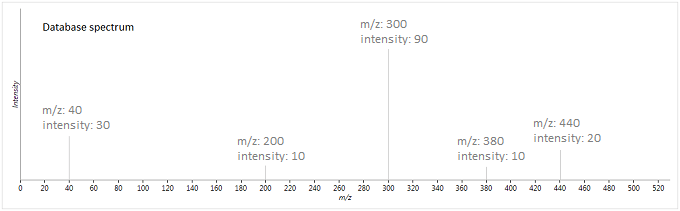 Database spectrum
m/z: 300
intensity: 90
m/z: 40
intensity: 30
m/z: 200
intensity: 10
m/z: 380
intensity: 10
m/z: 440
intensity: 20
Intensity
0 20 40 60 80 100 120 140 160 180 200 220 240 260 280 300 320 340 360 380 400 420 440 460 480 500 520
m/z